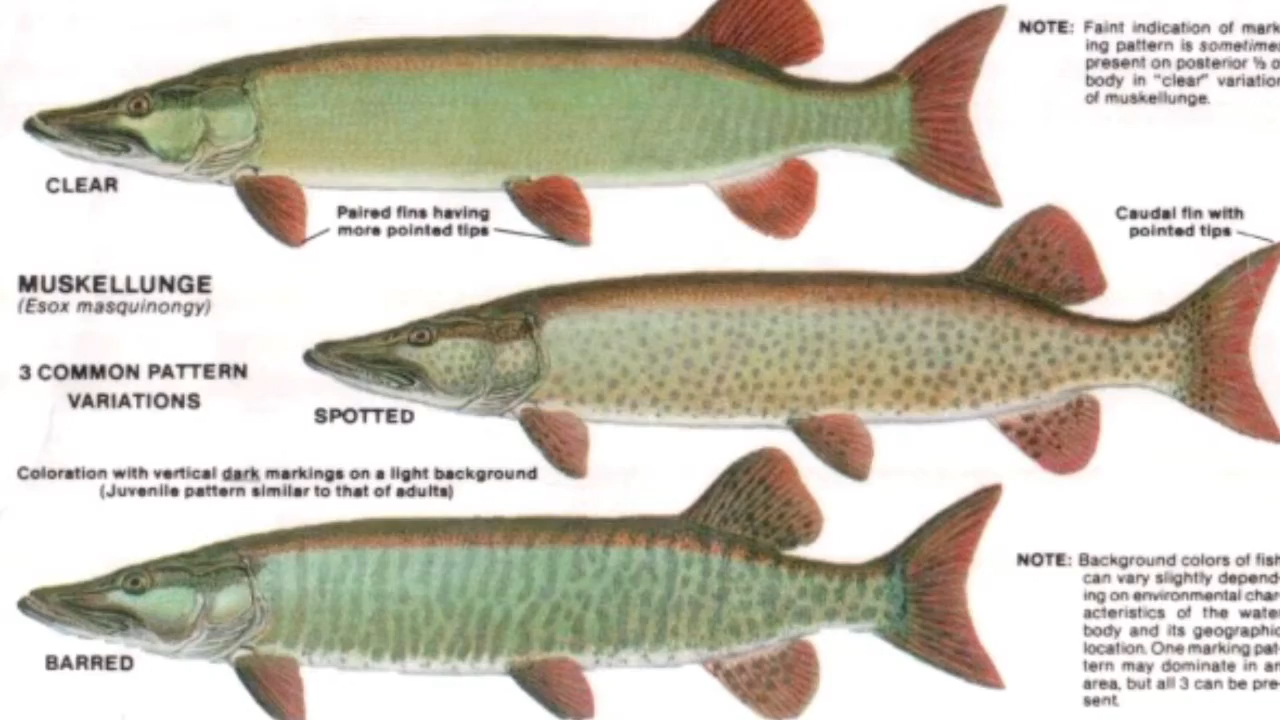 NOTE: Faint indication of mark
ing pattern is sometime
present on posterior ½ o
body in "clear" variation
of muskellunge.
CLEAR
Paired fins having
more pointed tips
Caudal fin with
pointed tips
MUSKELLUNGE
(Esox masquinongy)
3 COMMON PATTERN
VARIATIONS
SPOTTED
Coloration with vertical dark markings on a light background
(Juvenile pattern similar to that of adults)
NOTE: Background colors of fish
can vary slightly depend-
ing on environmental char-
acteristics of the water
body and its geographic
location. One marking pat-
tern may dominate in an
area, but all 3 can be pre-
sent.
BARRED